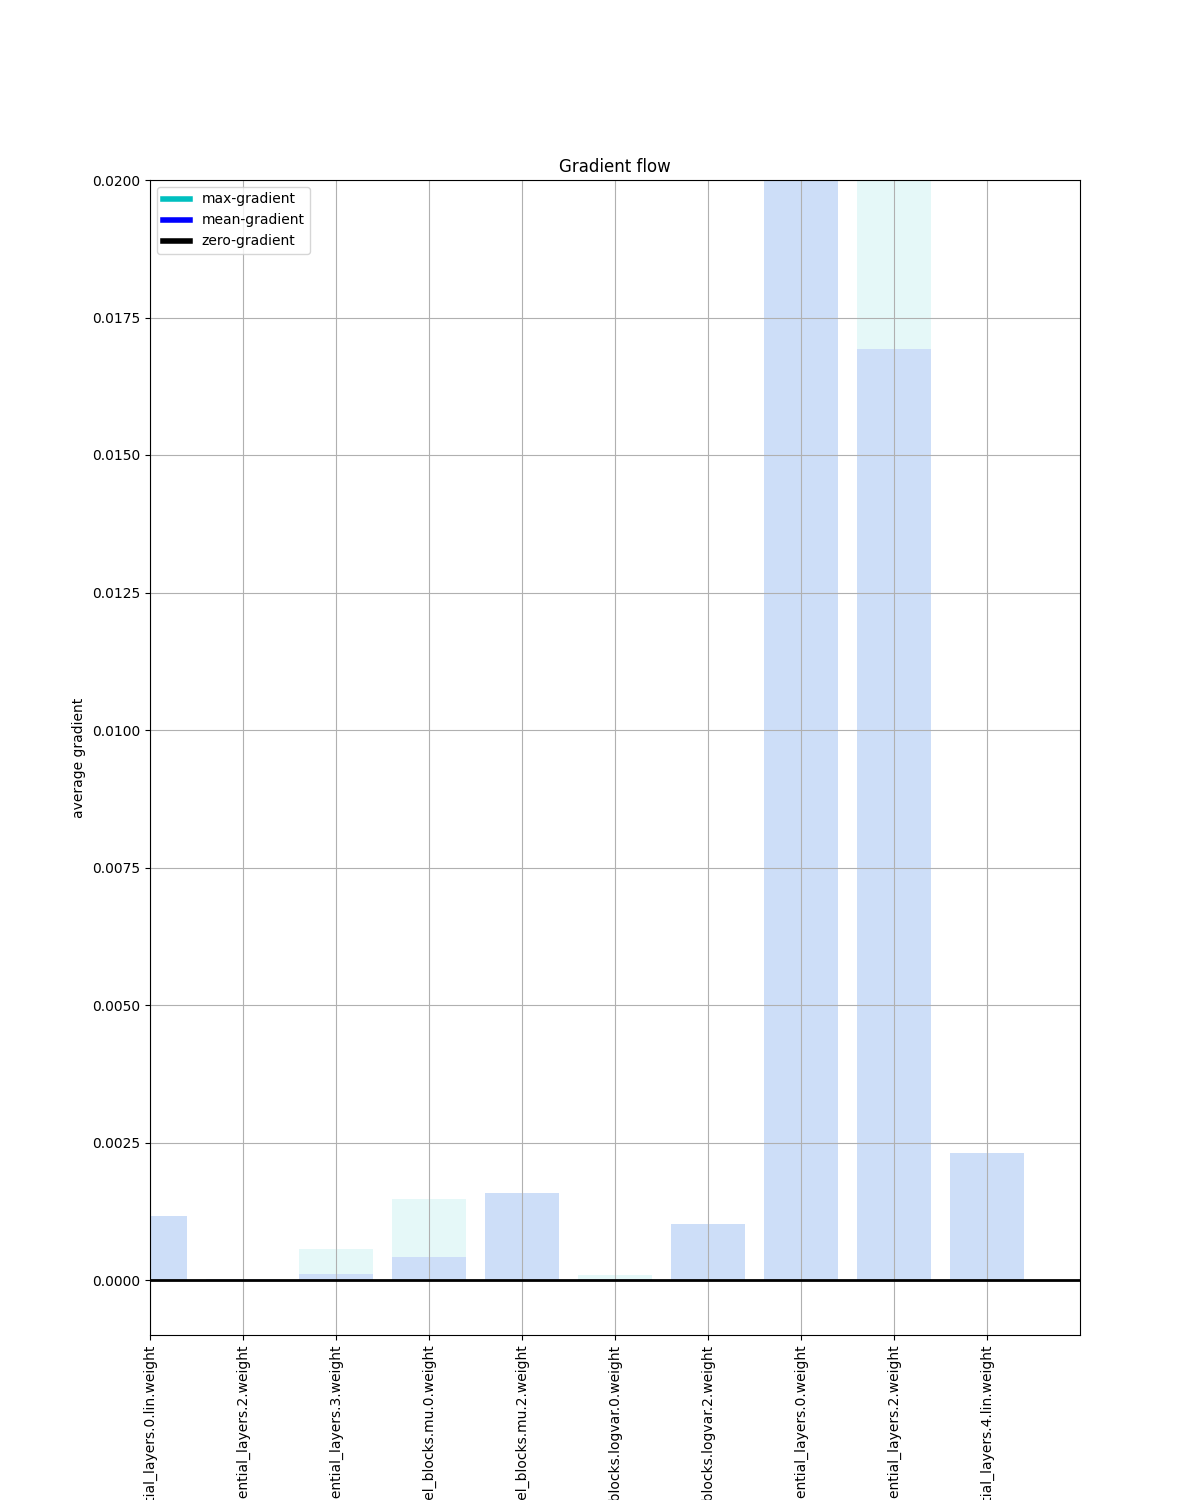 Gradient flow
max-gradient
mean-gradient
zero-gradient
0.0200
0.0175
0.0150
0.0125
0.0100
0.0075
0.0050
0.0025
0.0000
average gradient
tial_layers.0.lin.weight
ential_layers.2.weight
ential_layers.3.weight
el_blocks.mu.0.weight
el_blocks.mu.2.weight
blocks.logvar.0.weight
blocks.logvar.2.weight
ential_layers.0.weight
ential_layers.2.weight
tial_layers.4.lin.weight